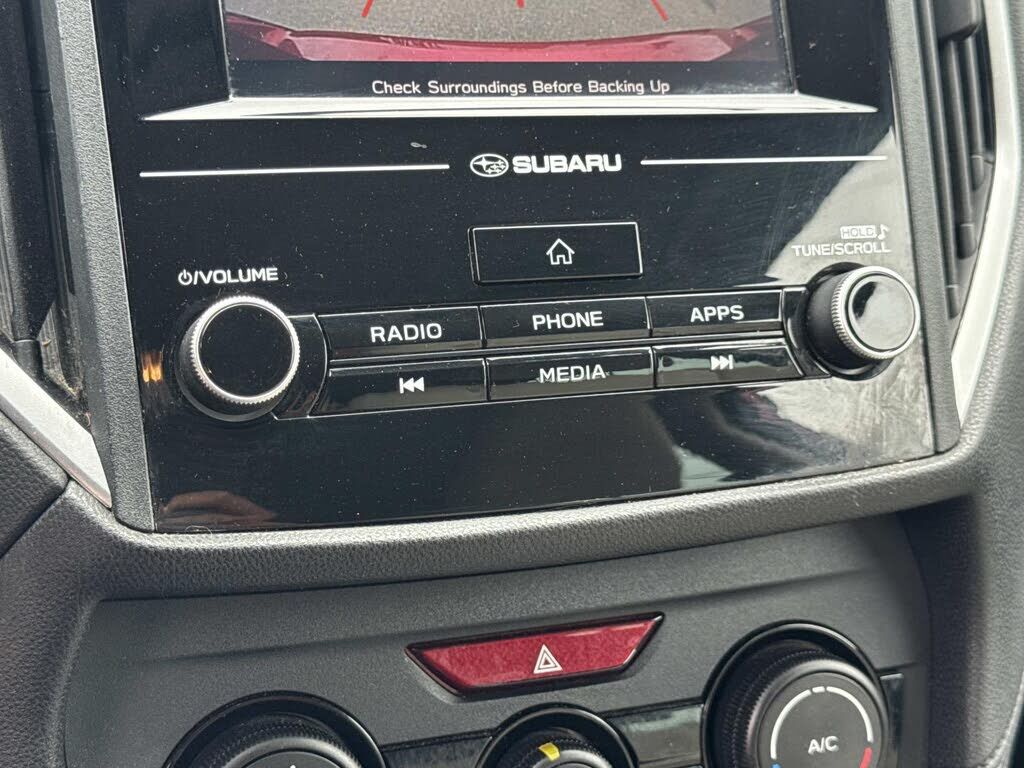 Check Surroundings Before Backing Up
SUBARU
HOLD
TUNE/SCROLL
/VOLUME
RADIO
PHONE
APPS
MEDIA
A/C